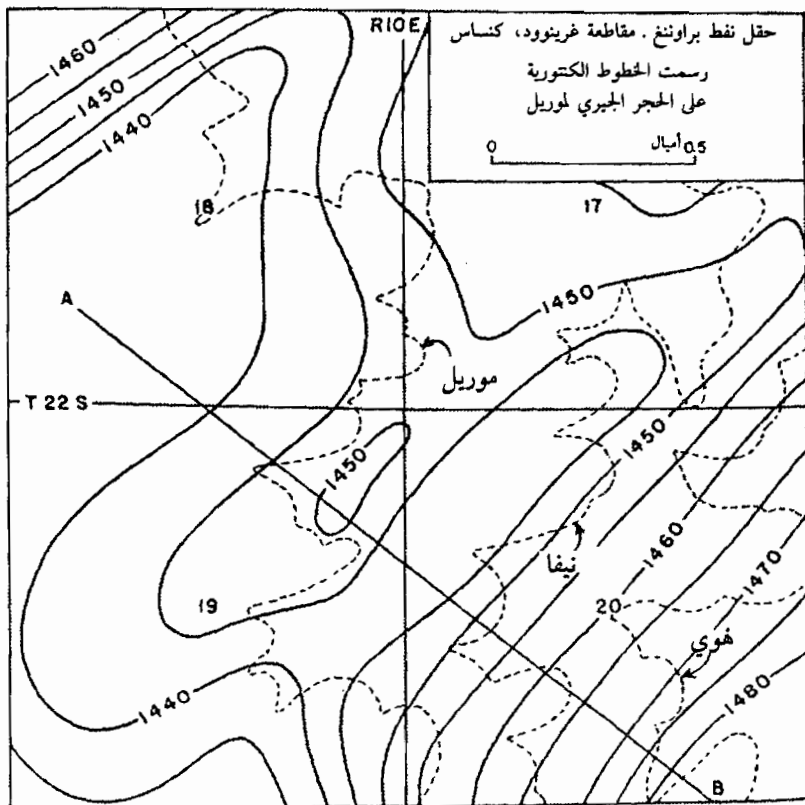 حقل نفط براوننغ . مقاطعة غرينوود، كنساس
رسمت الخطوط الكنتورية
على الحجر الجيري لموريل
0 0.5 أميال
R10E
1460
1450
1440
18
17
A
1450
موريل
T 22 S
1450
1450
نيفا
1460
1470
19
20
هوي
1440
1480
B